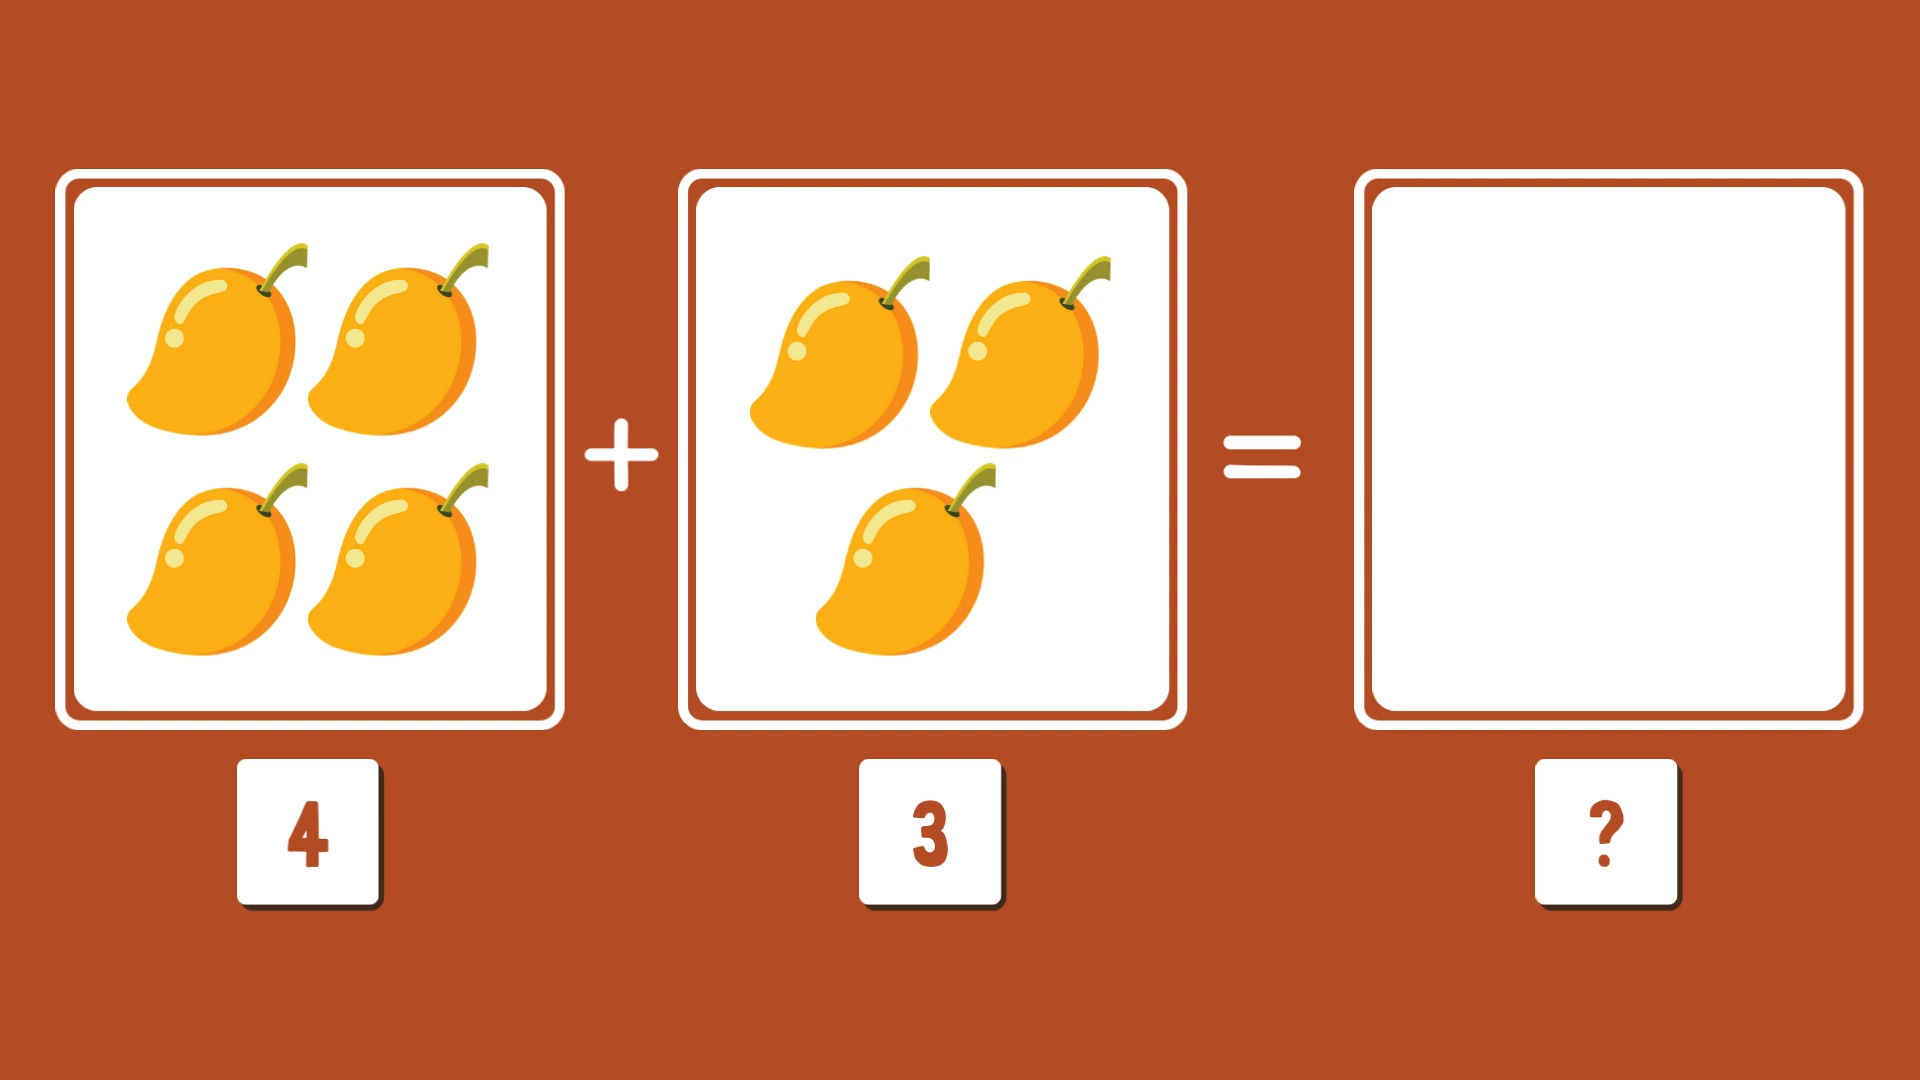 + =
4 3 ?